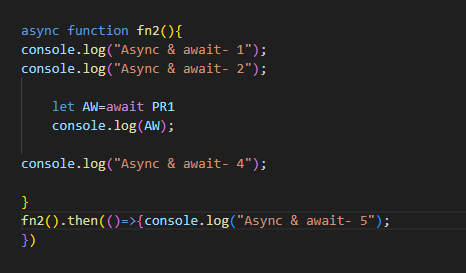 async function fn2(){
console.log("Async & await- 1");
console.log("Async & await- 2");
let AW=await PR1
console.log(AW);
console.log("Async & await- 4");
}
fn2().then(()=>{console.log("Async & await- 5");
})